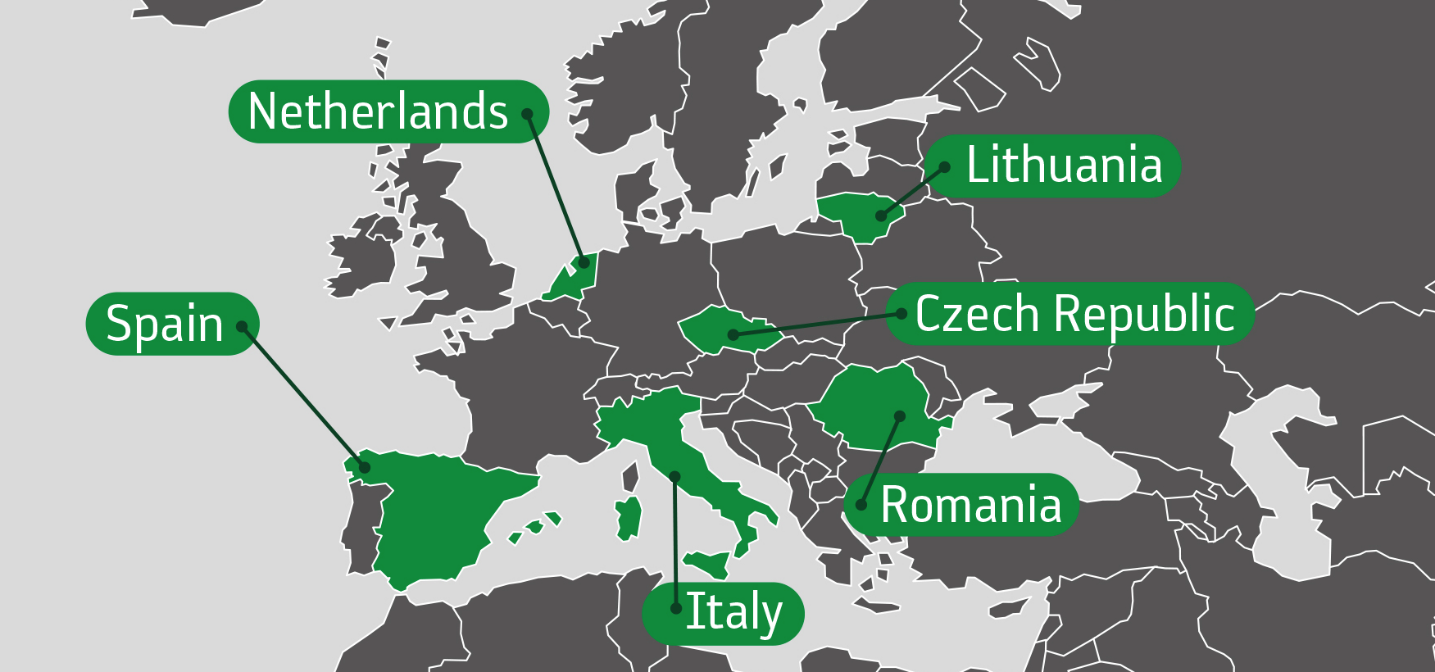 Netherlands
Lithuania
Spain
Czech Republic
Romania
Italy